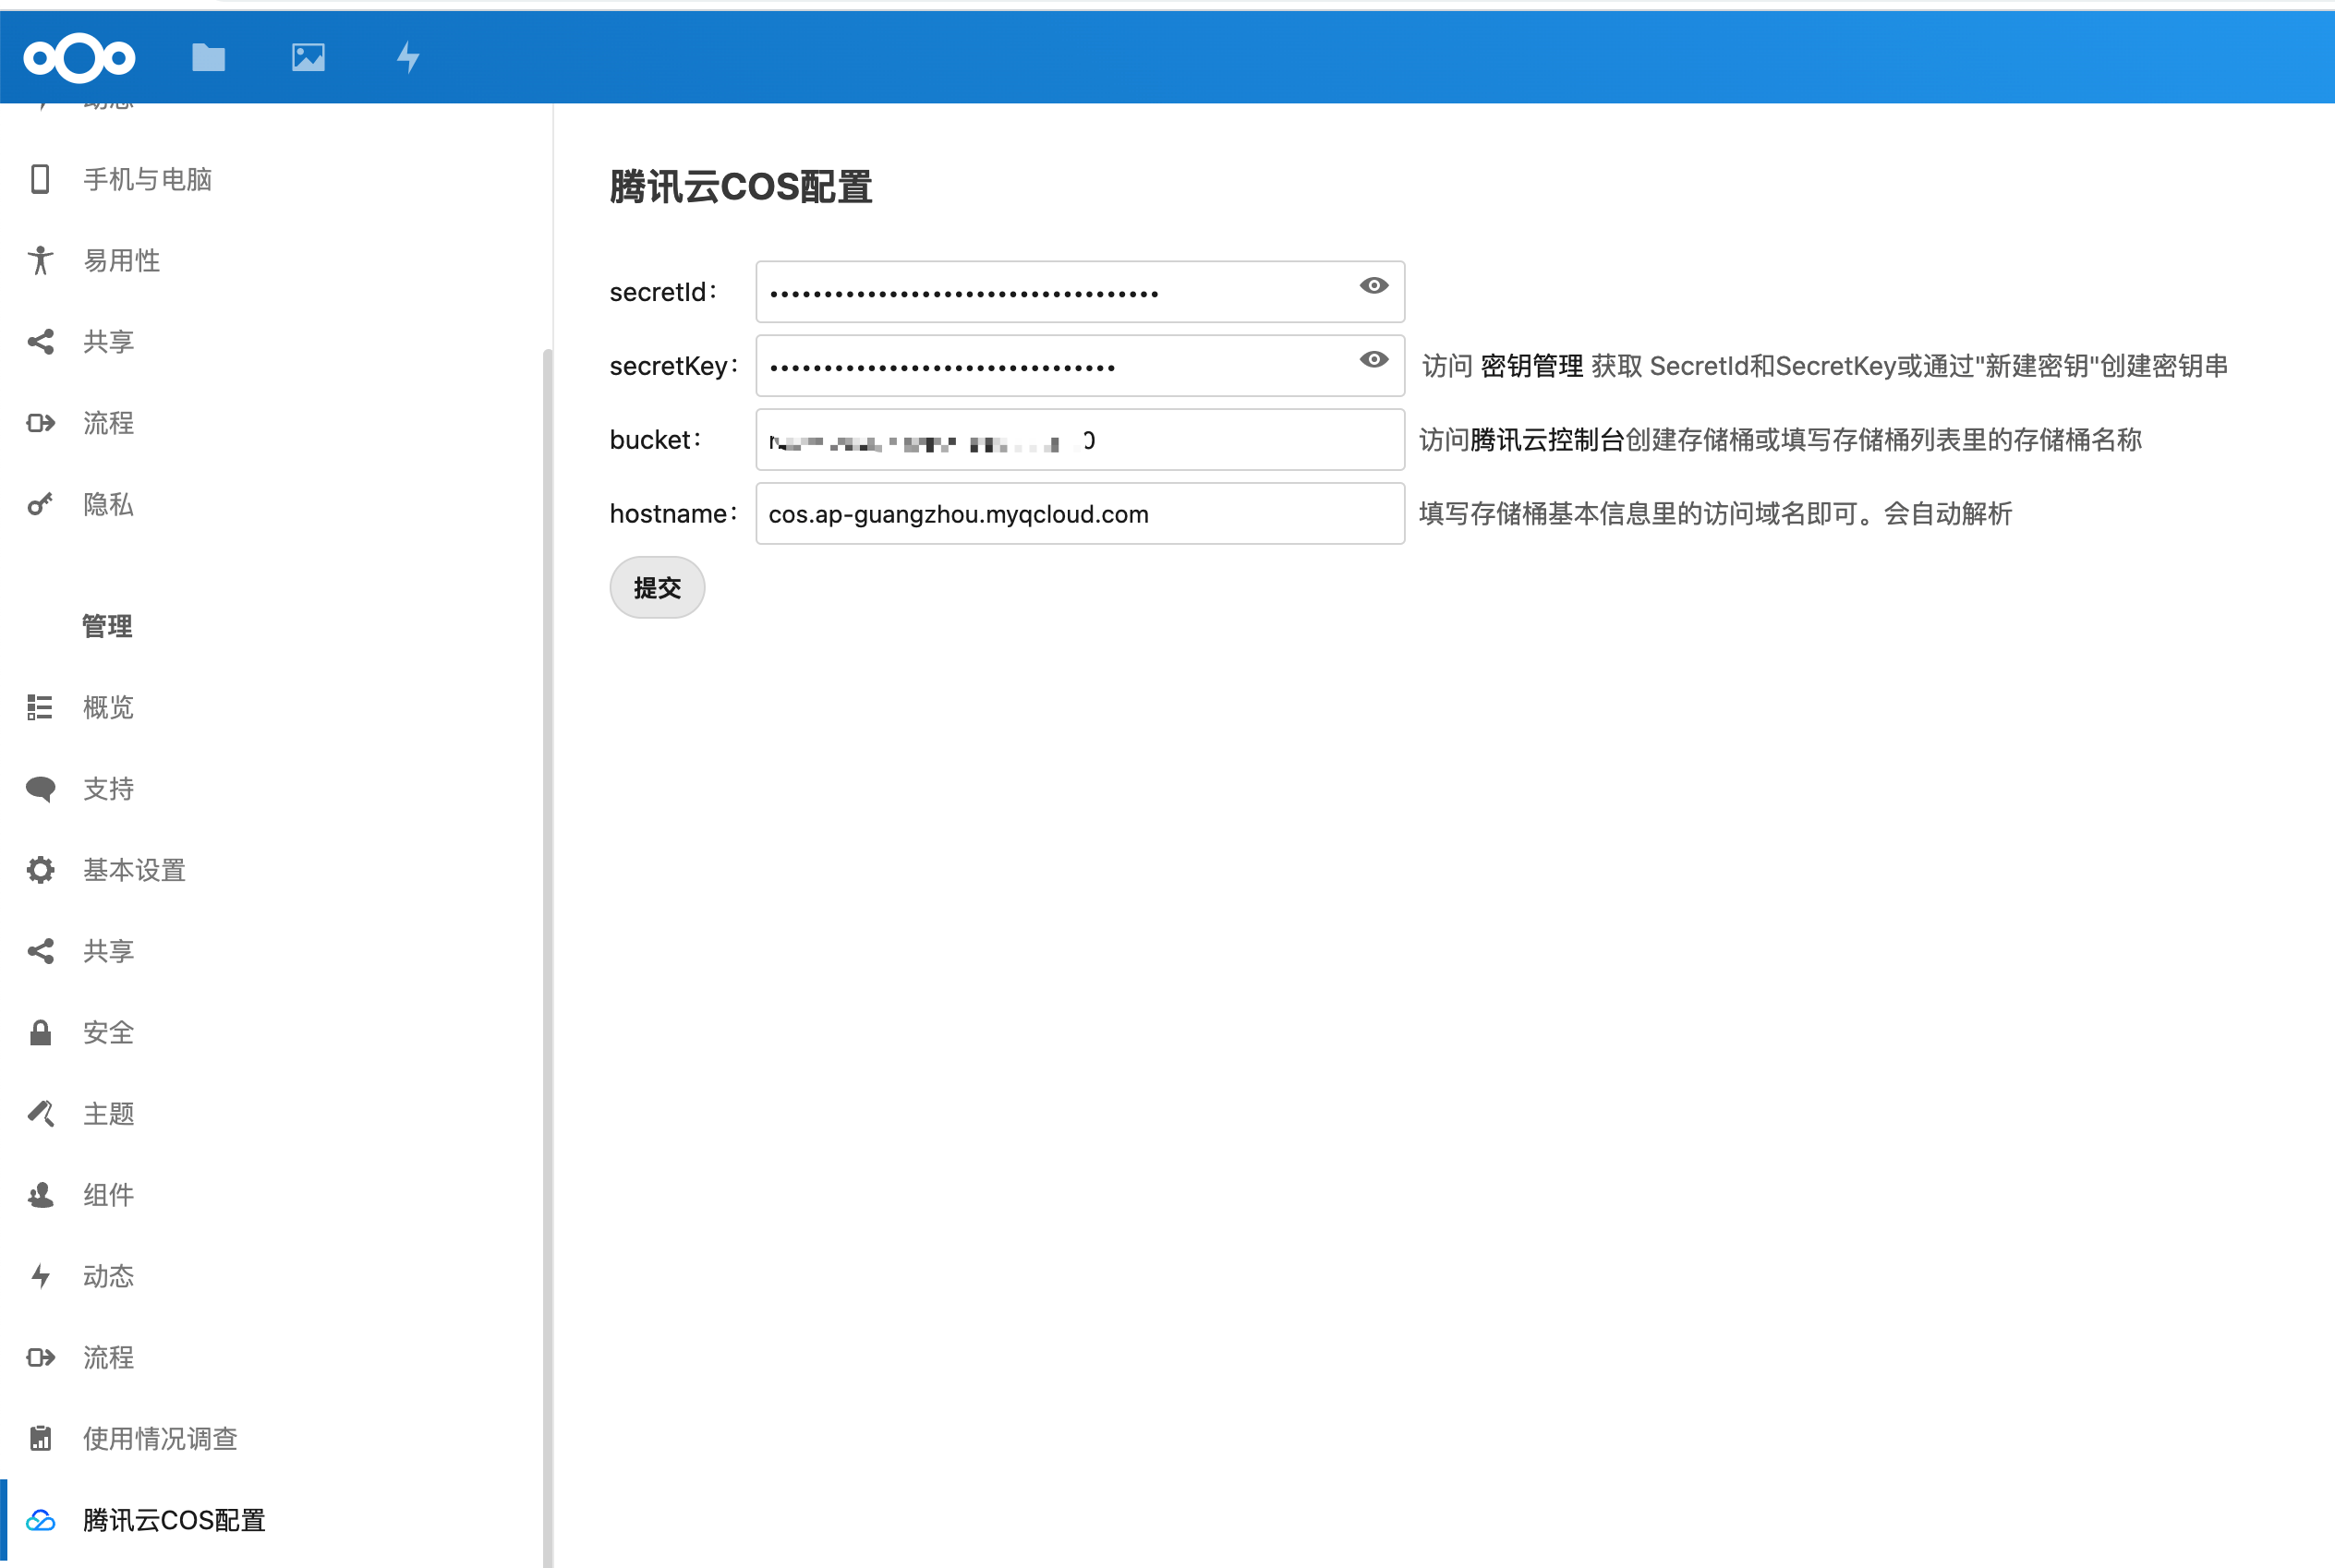 手机与电脑
易用性
共享
流程
隐私
管理
概览
支持
基本设置
共享
安全
主题
组件
动态
流程
使用情况调查
腾讯云COS配置
腾讯云COS配置
secretId：
secretKey：
访问 密钥管理 获取 SecretId和SecretKey或通过"新建密钥"创建密钥串
bucket：
访问腾讯云控制台创建存储桶或填写存储桶列表里的存储桶名称
hostname：
cos.ap-guangzhou.myqcloud.com
填写存储桶基本信息里的访问域名即可。会自动解析
提交